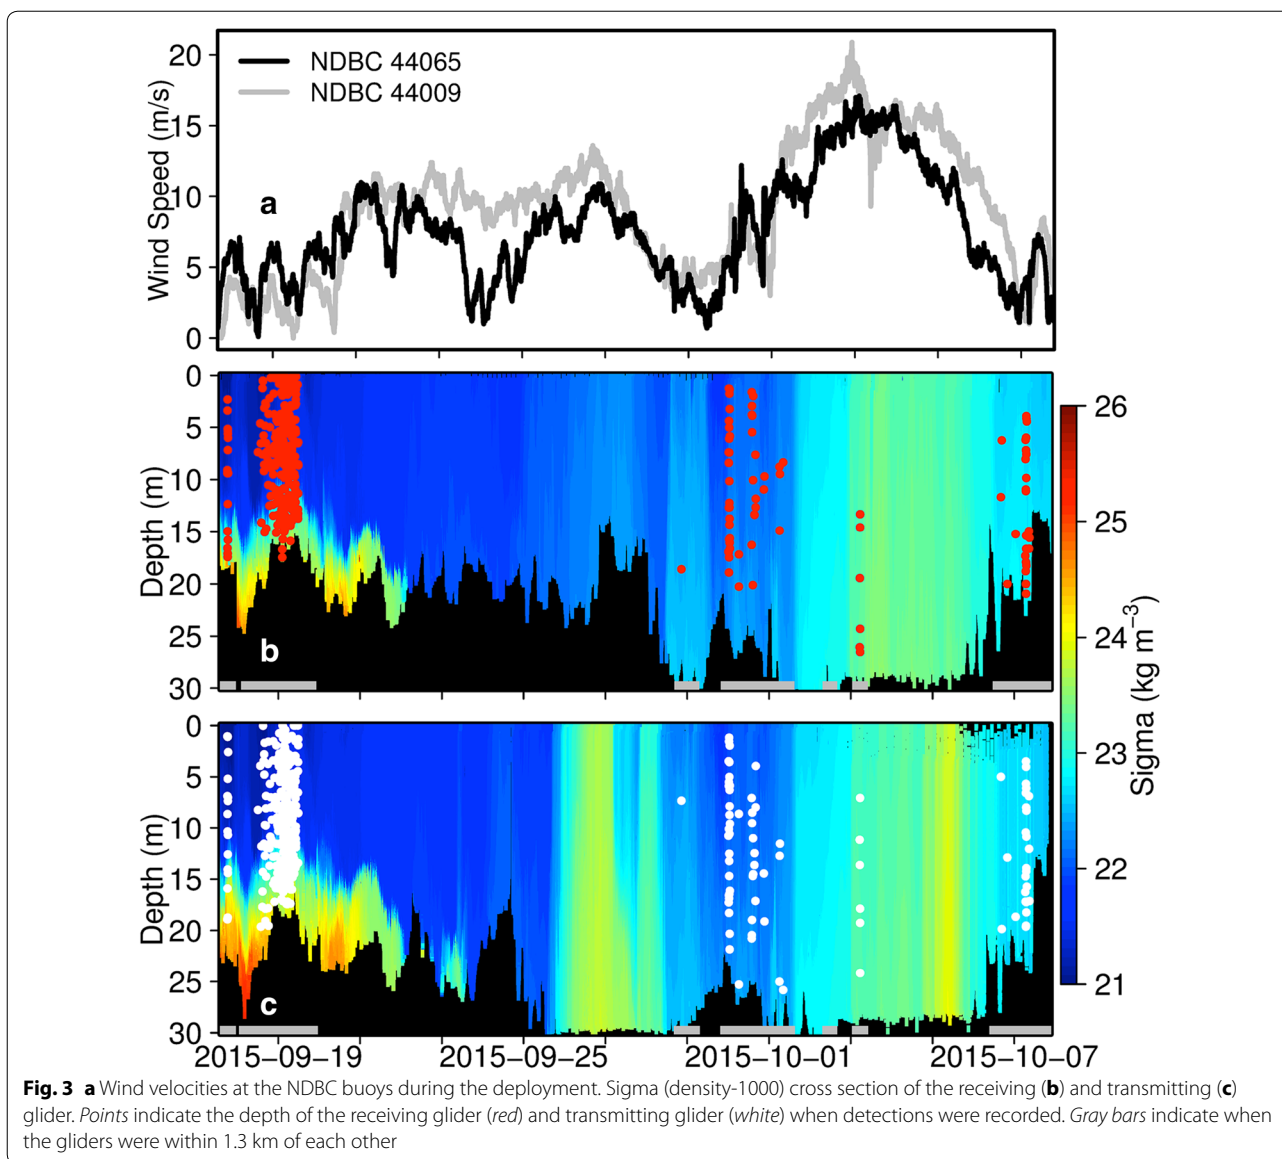 NDBC 44065
NDBC 44009
Wind Speed (m/s)
20
15
10
5
0
a
Depth (m)
0
5
10
15
20
25
30
b
Depth (m)
0
5
10
15
20
25
30
c
26
25
24
23
22
21
Sigma (kg m−3)
2015−09−19 2015−09−25 2015−10−01 2015−10−07
Fig. 3 a Wind velocities at the NDBC buoys during the deployment. Sigma (density-1000) cross section of the receiving (b) and transmitting (c)
glider. Points indicate the depth of the receiving glider (red) and transmitting glider (white) when detections were recorded. Gray bars indicate when
the gliders were within 1.3 km of each other